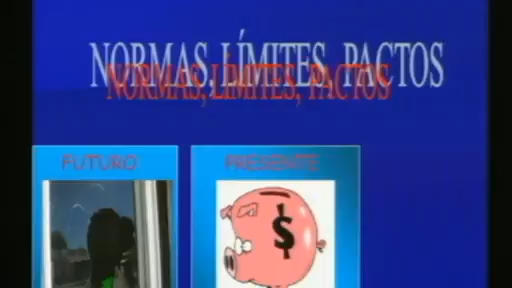 NORMAS, LÍMITES, PACTOS
NORMAS, LÍMITES, PACTOS
FUTURO
PRESENTE
$